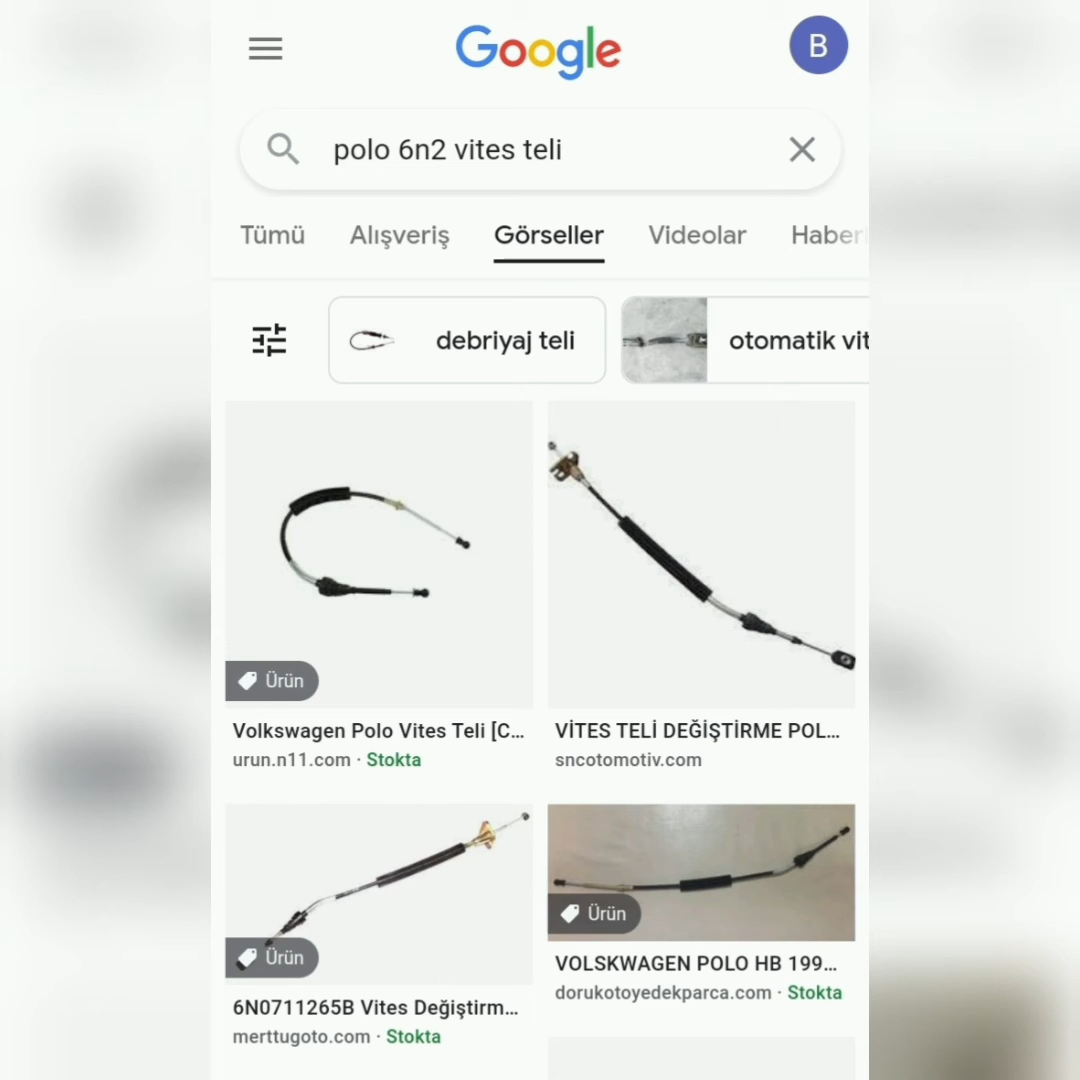 Google
B
polo 6n2 vites teli
Tümü Alışveriş Görseller Videolar Haberl
debriyaj teli otomatik vit
Ürün
Volkswagen Polo Vites Teli [C...
urun.n11.com · Stokta
VİTES TELİ DEĞİŞTİRME POL...
sncotomotiv.com
Ürün
6N0711265B Vites Değiştirm...
merttugoto.com · Stokta
Ürün
VOLSKWAGEN POLO HB 199...
dorukotoyedekparca.com · Stokta